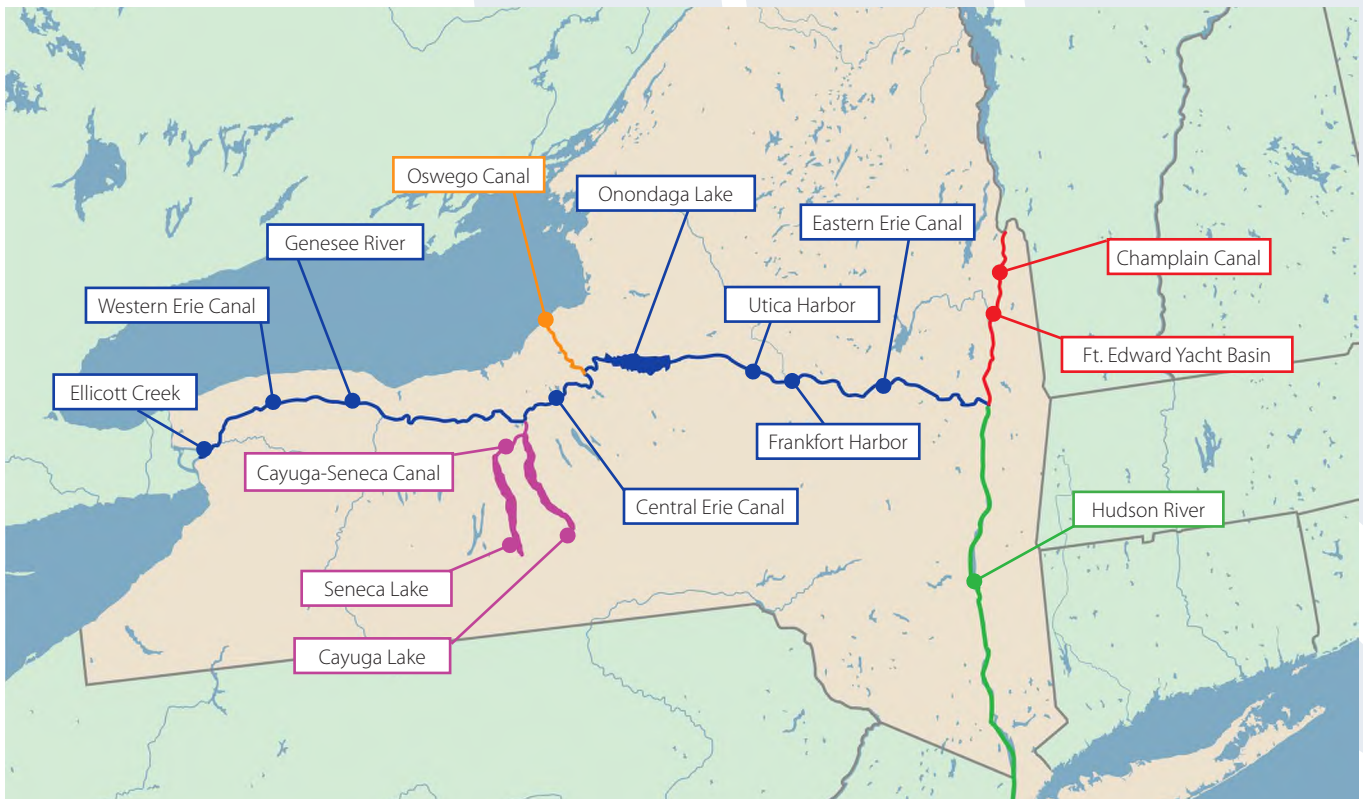 Oswego Canal
Onondaga Lake
Eastern Erie Canal
Genesee River
Champlain Canal
Western Erie Canal
Utica Harbor
Ft. Edward Yacht Basin
Ellicott Creek
Frankfort Harbor
Cayuga-Seneca Canal
Central Erie Canal
Hudson River
Seneca Lake
Cayuga Lake